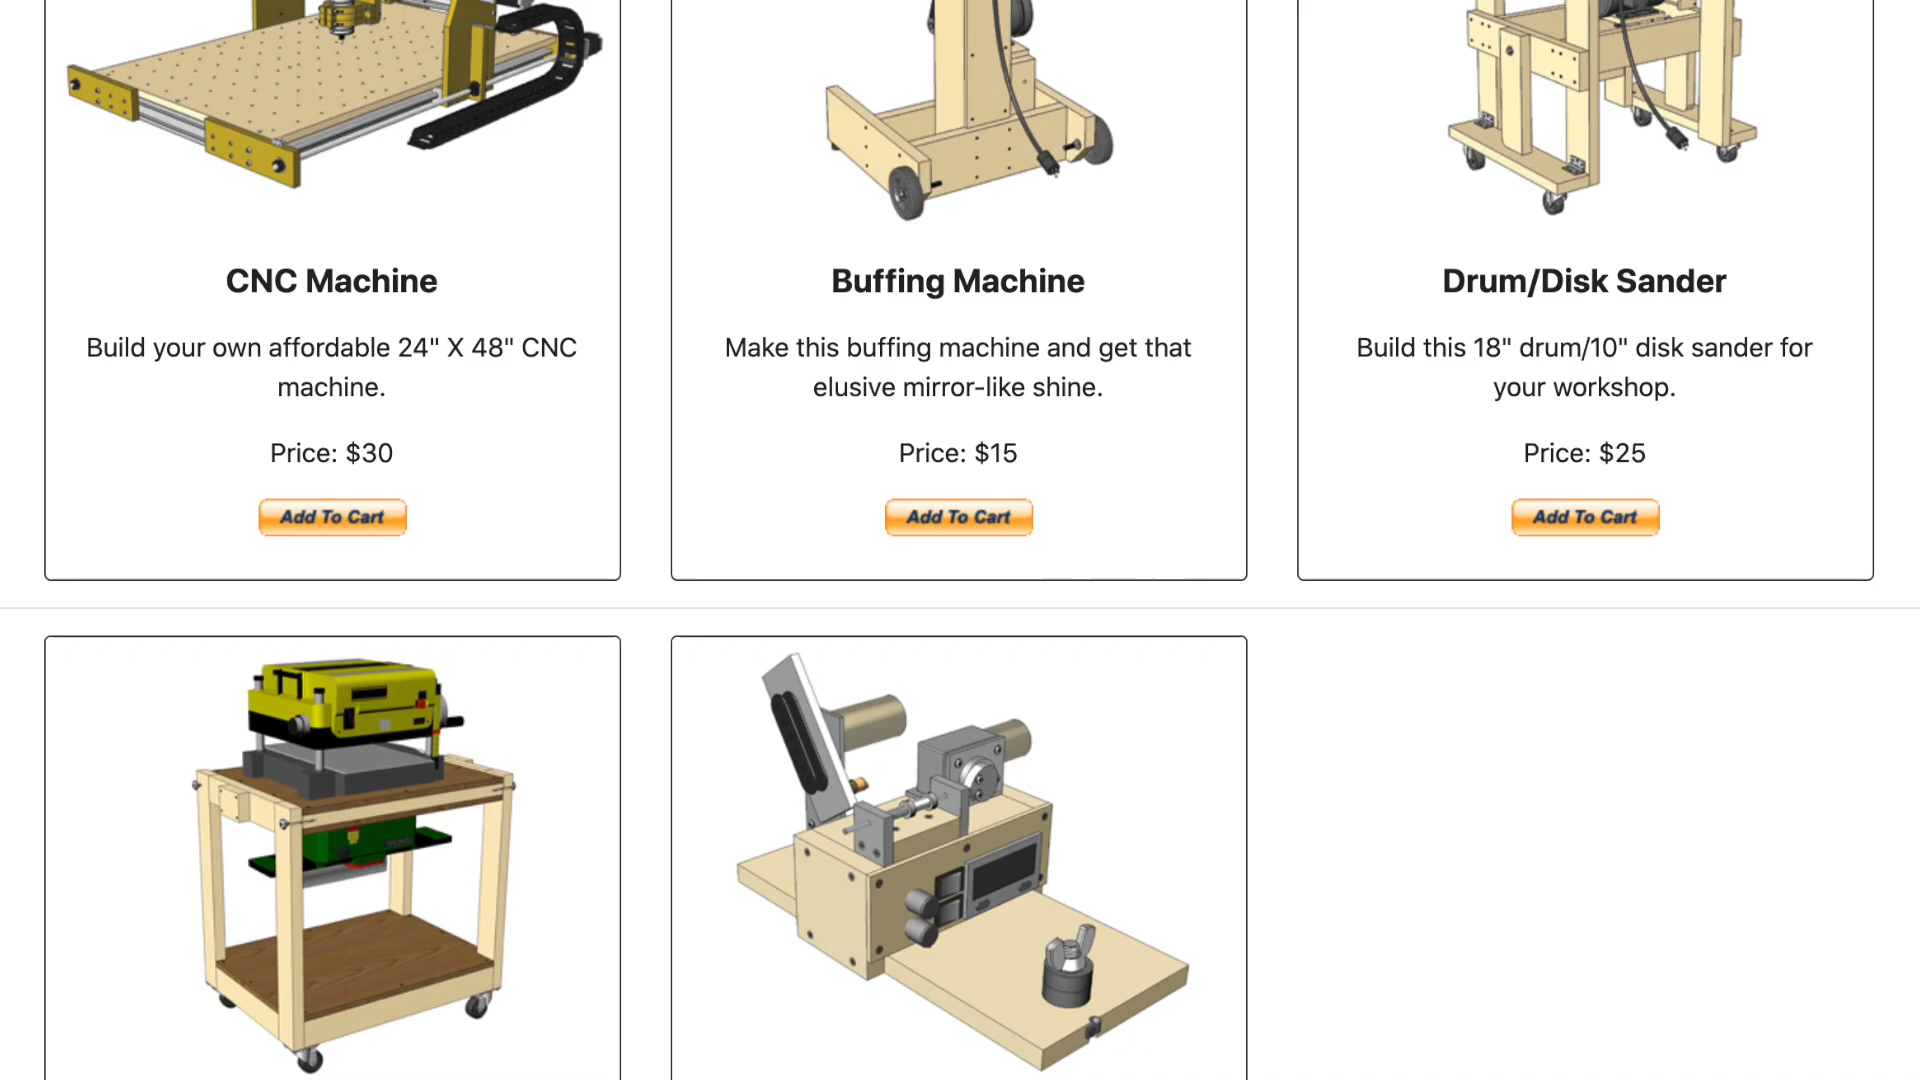 CNC Machine
Build your own affordable 24" X 48" CNC
machine.
Price: $30
Add To Cart
Buffing Machine
Make this buffing machine and get that
elusive mirror-like shine.
Price: $15
Add To Cart
Drum/Disk Sander
Build this 18" drum/10" disk sander for
your workshop.
Price: $25
Add To Cart